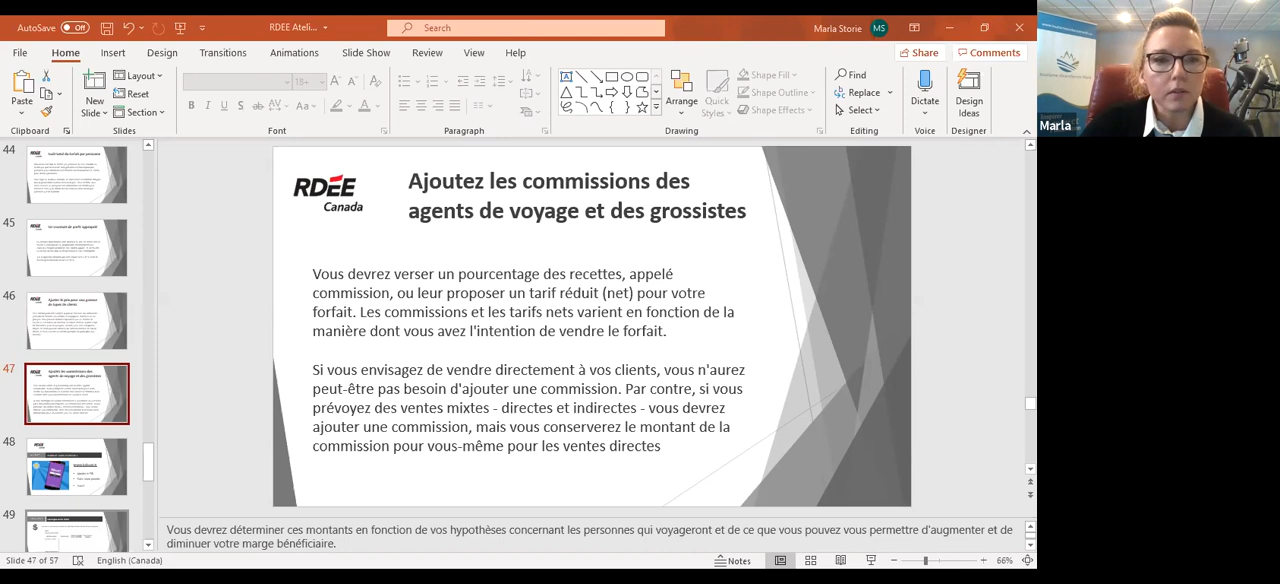 AutoSave Off RDEE Ateli... Search Marla Storie MS
File Home Insert Design Transitions Animations Slide Show Review View Help Share Comments
Paste New Slide Layout Reset Section 18 Arrange Quick Styles Shape Fill Shape Outline Shape Effects Find Replace Select Dictate Design Ideas
Clipboard Slides Font Paragraph Drawing Editing Voice Designer
Marla
44
45
46
47
48
49
RDÉE
Canada
Ajoutez les commissions des
agents de voyage et des grossistes
Vous devrez verser un pourcentage des recettes, appelé
commission, ou leur proposer un tarif réduit (net) pour votre
forfait. Les commissions et les tarifs nets varient en fonction de la
manière dont vous avez l'intention de vendre le forfait.
Si vous envisagez de vendre directement à vos clients, vous n'aurez
peut-être pas besoin d'ajouter une commission. Par contre, si vous
prévoyez des ventes mixtes - directes et indirectes - vous devrez
ajouter une commission, mais vous conserverez le montant de la
commission pour vous-même pour les ventes directes
Vous devrez déterminer ces montants en fonction de vos hypothèses concernant les personnes qui voyageront et de ce que vous pouvez vous permettre d'augmenter et de
diminuer votre marge bénéficiaire.
Slide 47 of 57 English (Canada) Notes 66%